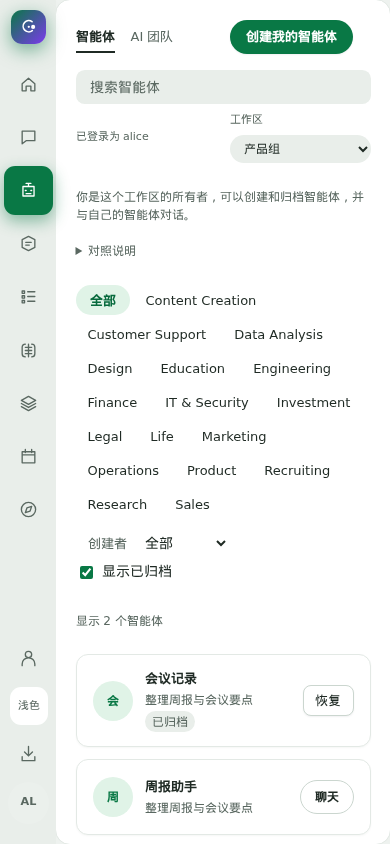 智能体 AI 团队 创建我的智能体
搜索智能体
工作区
已登录为 alice
产品组
你是这个工作区的所有者，可以创建和归档智能体，并
与自己的智能体对话。
对照说明
全部 Content Creation
Customer Support Data Analysis
Design Education Engineering
Finance IT & Security Investment
Legal Life Marketing
Operations Product Recruiting
Research Sales
创建者 全部
显示已归档
显示 2 个智能体
会议记录
会 整理周报与会议要点 恢复
已归档
周报助手
周 整理周报与会议要点 聊天
浅色
AL